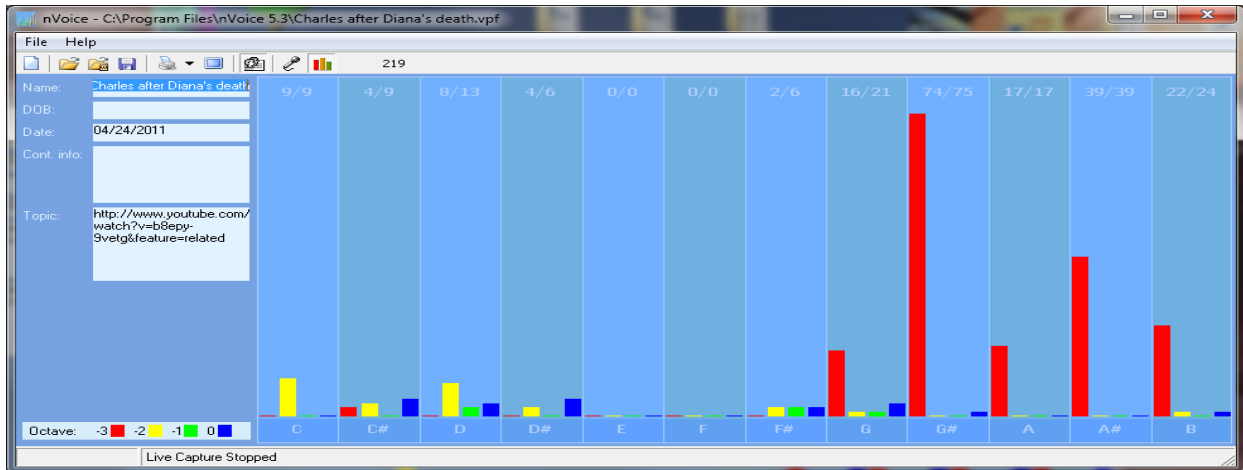 nVoice - C:\Program Files\nVoice 5.3\Charles after Diana's death.vpf
File Help
219
Name: Charles after Diana's death
DOB:
Date: 04/24/2011
Cont. info:
Topic: http://www.youtube.com/
watch?v=b8epy-
9vetg&feature=related
9/9 4/9 8/13 4/6 0/0 0/0 2/6 16/21 74/75 17/17 39/39 22/24
C C# D D# E F F# G G# A A# B
Octave: -3 -2 -1 0
Live Capture Stopped